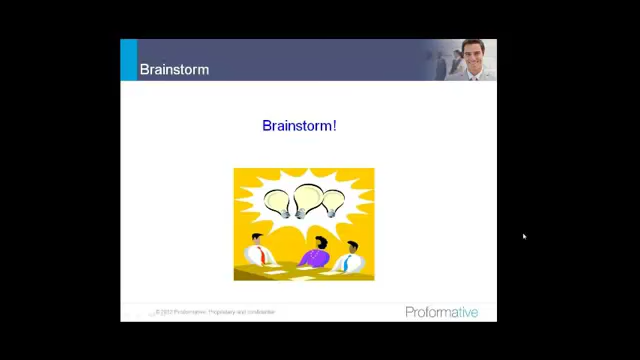 Brainstorm
Brainstorm!
© 2012 Proformative, Proprietary and confidential
Proformative